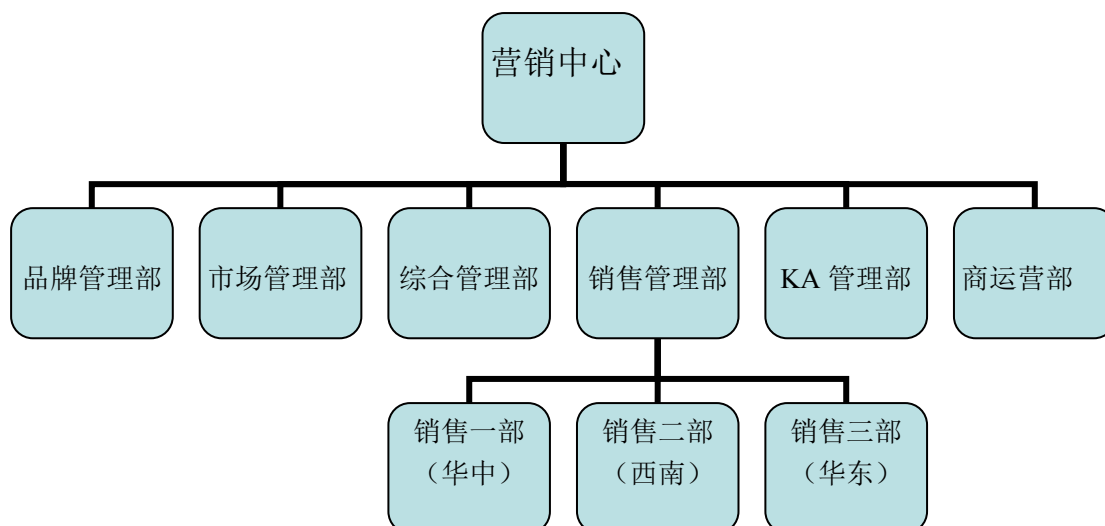 营销中心
品牌管理部
市场管理部
综合管理部
销售管理部
KA 管理部
商运营部
销售一部
（华中）
销售二部
（西南）
销售三部
（华东）